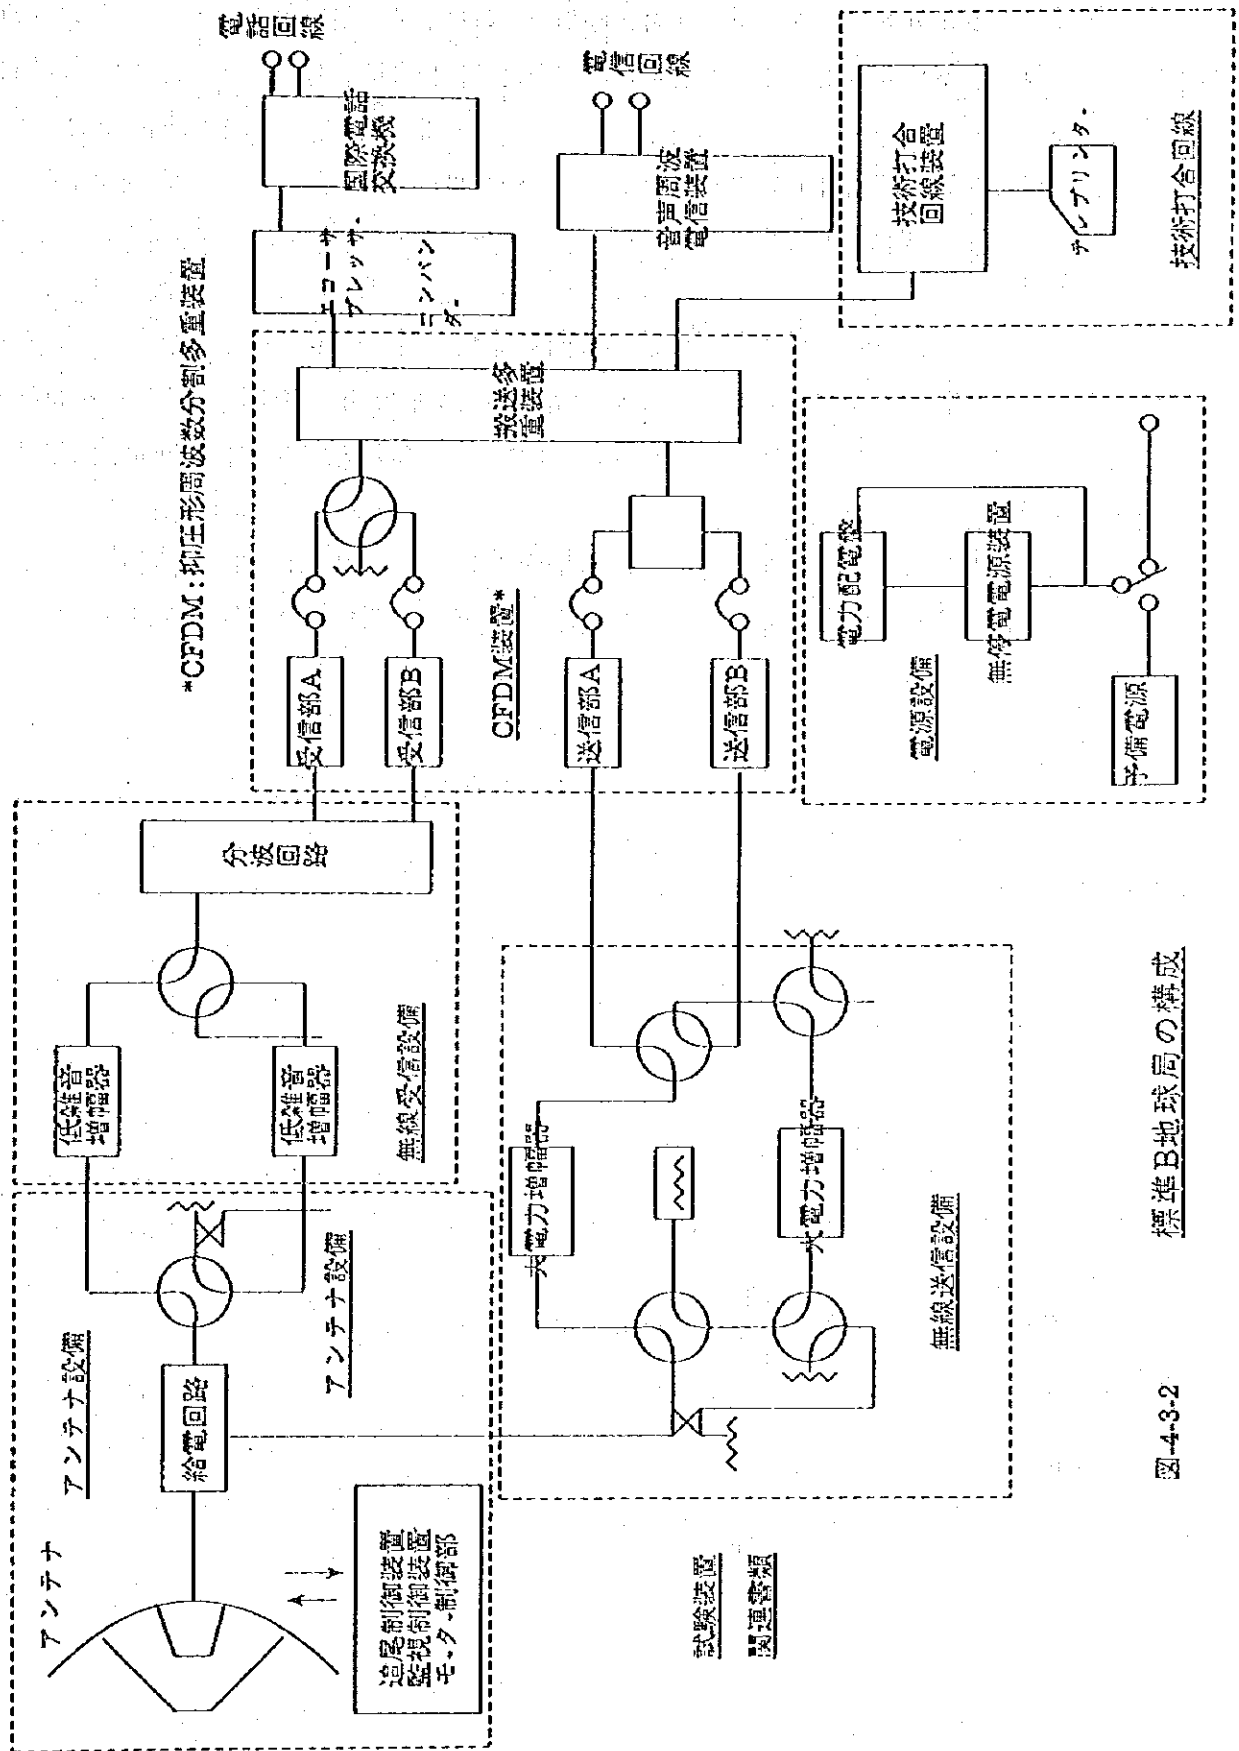 電話回線
国際電話
交換機
エコーサ
プレッサ-
コンパン
ダ-
*CFDM:抑圧形周波数分割多重装置
電信回線
音声周波
電信装置
技術打合
回線装置
テレプリンタ-
技術打合回線
搬送多
重装置
受信部A
受信部B
CFDM装置*
送信部A
送信部B
電力配電盤
無停電電源装置
電源設備
予備電源
分波回路
低雑音
増幅器
低雑音
増幅器
無線受信設備
大電力増幅器
大電力増幅器
無線送信設備
アンテナ
アンテナ設備
給電回路
アンテナ設備
追尾制御装置
監視制御装置
モ-タ-制御部
試験装置
関連書類
図-4-3-2
標準B地球局の構成